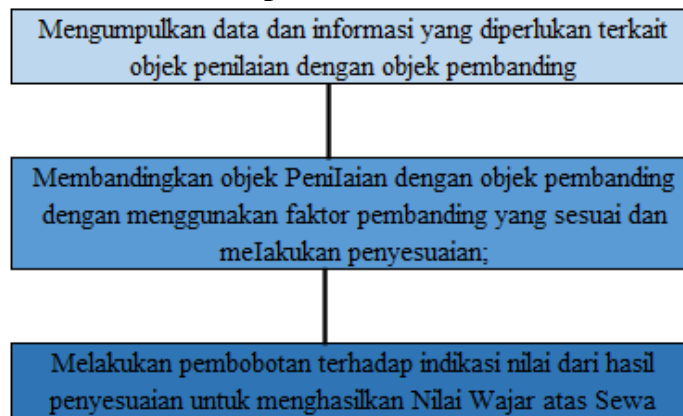 Mengumpulkan data dan informasi yang diperlukan terkait
objek penilaian dengan objek pembanding
Membandingkan objek PeniIaian dengan objek pembanding
dengan menggunakan faktor pembanding yang sesuai dan
meIakukan penyesuaian;
Melakukan pembobotan terhadap indikasi nilai dari hasil
penyesuaian untuk menghasilkan Nilai Wajar atas Sewa